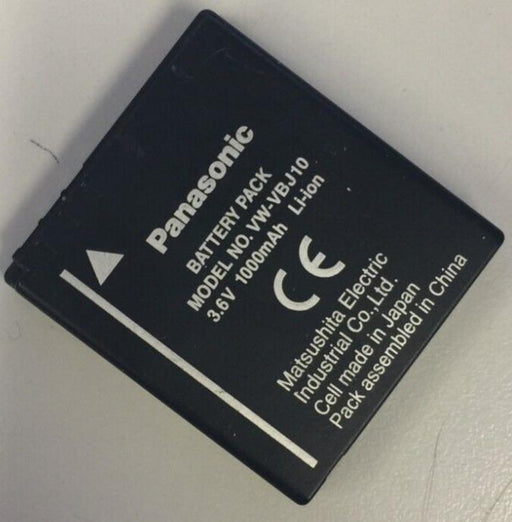 Panasonic
BATTERY PACK
MODEL NO. VW-VBJ10
3.6V 1000mAh Li-ion
CE
Matsushita Electric
Industrial Co., Ltd.
Cell made in Japan
Pack assembled in China